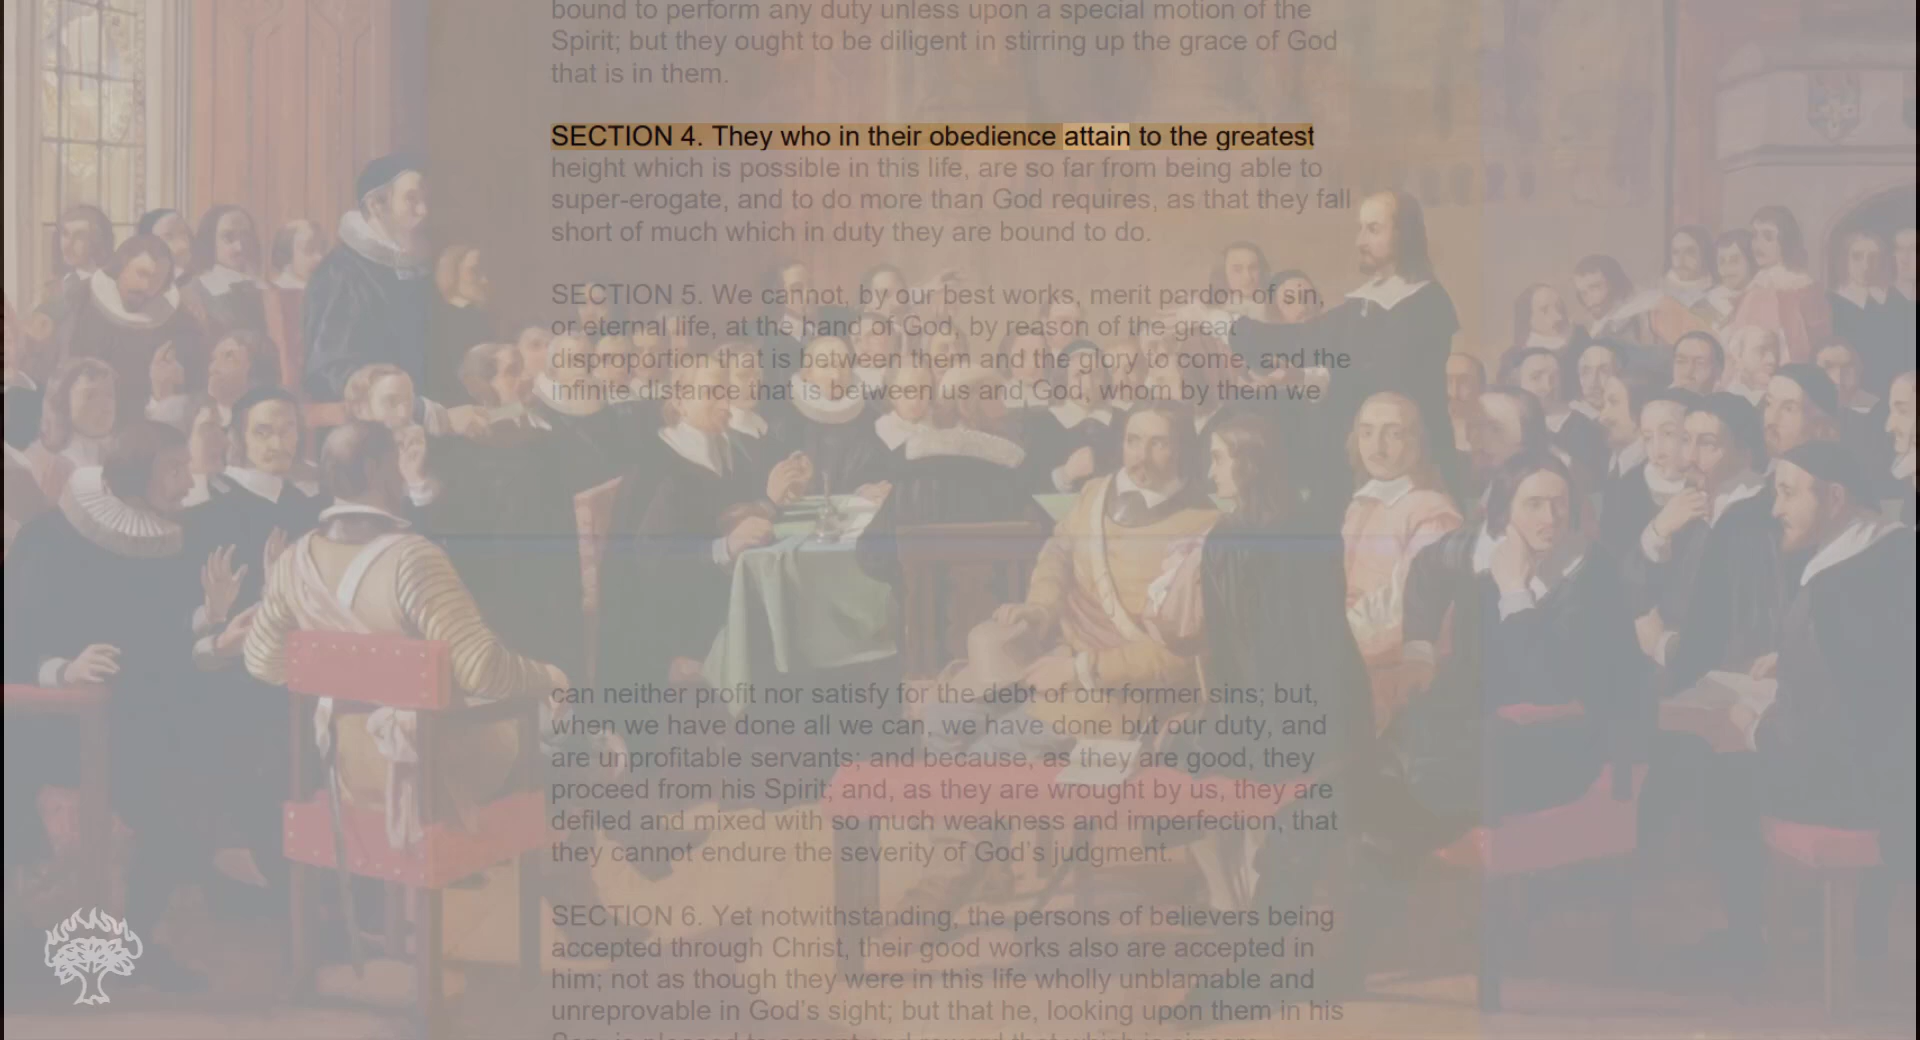 bound to perform any duty unless upon a special motion of the
Spirit; but they ought to be diligent in stirring up the grace of God
that is in them.
SECTION 4. They who in their obedience attain to the greatest
height which is possible in this life, are so far from being able to
super-erogate, and to do more than God requires, as that they fall
short of much which in duty they are bound to do.
SECTION 5. We cannot, by our best works, merit pardon of sin,
or eternal life, at the hand of God, by reason of the great
disproportion that is between them and the glory to come, and the
infinite distance that is between us and God, whom by them we
can neither profit nor satisfy for the debt of our former sins; but,
when we have done all we can, we have done but our duty, and
are unprofitable servants; and because, as they are good, they
proceed from his Spirit; and, as they are wrought by us, they are
defiled and mixed with so much weakness and imperfection, that
they cannot endure the severity of God's judgment.
SECTION 6. Yet notwithstanding, the persons of believers being
accepted through Christ, their good works also are accepted in
him; not as though they were in this life wholly unblamable and
unreprovable in God's sight; but that he, looking upon them in his
Son, is pleased to accept and reward that which is sincere,